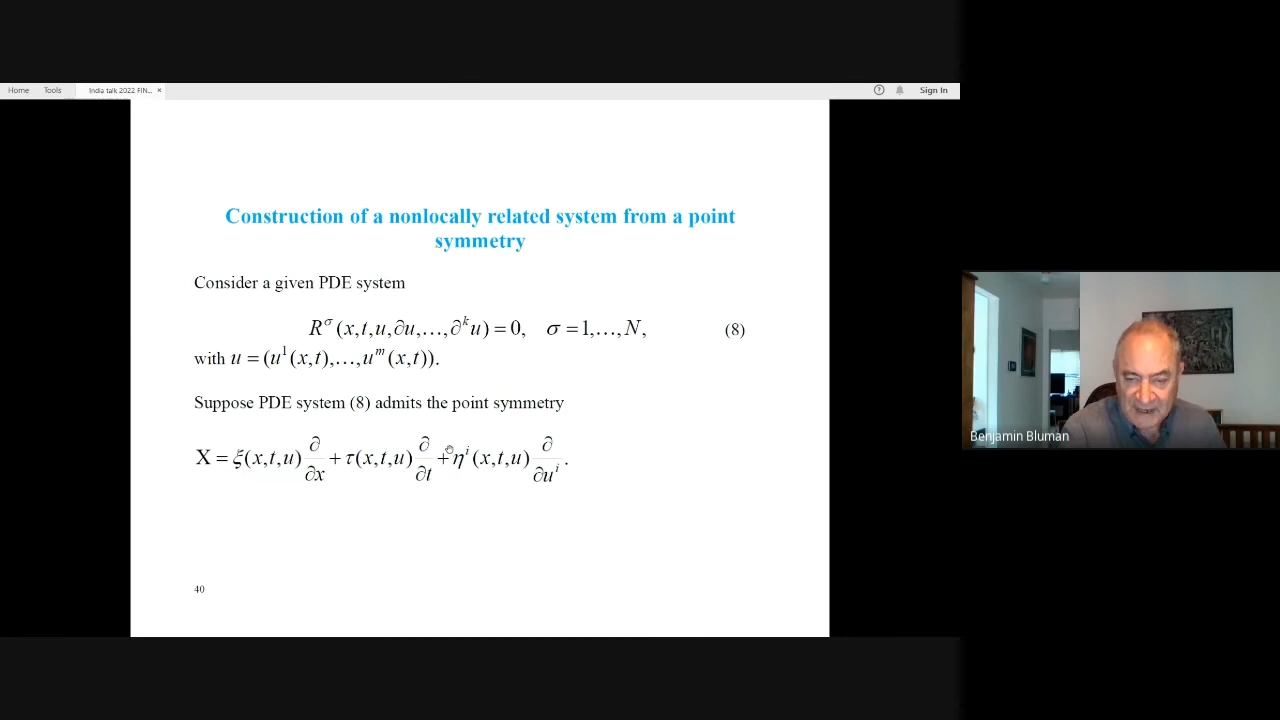 Home Tools India talk 2022 FIN... × Sign In
Construction of a nonlocally related system from a point
symmetry
Consider a given PDE system
R^σ (x,t,u,∂u,…,∂^k u) = 0, σ = 1,…,N, (8)
with u = (u^1(x,t),…,u^m(x,t)).
Suppose PDE system (8) admits the point symmetry
X = ξ(x,t,u) ∂/∂x + τ(x,t,u) ∂/∂t + η^i (x,t,u) ∂/∂u^i .
40
Benjamin Bluman